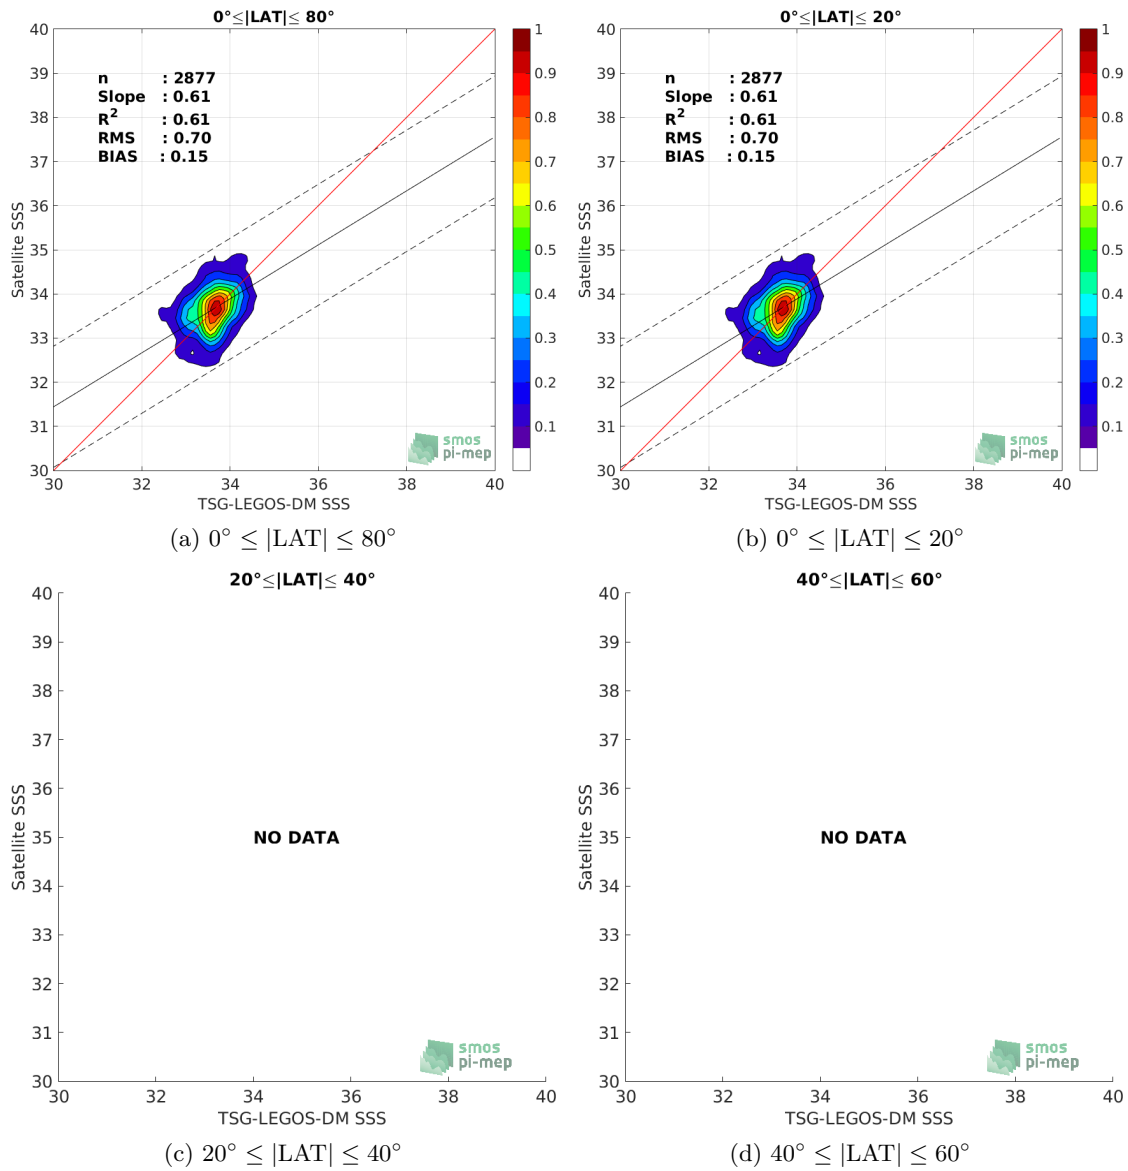 0°≤|LAT|≤ 80°
40
39
38
37
36
35
34
33
32
31
30
Satellite SSS
n : 2877
Slope : 0.61
R2 : 0.61
RMS : 0.70
BIAS : 0.15
smos
pi-mep
30 32 34 36 38 40
TSG-LEGOS-DM SSS
1
0.9
0.8
0.7
0.6
0.5
0.4
0.3
0.2
0.1
(a) 0° ≤ |LAT| ≤ 80°
0°≤|LAT|≤ 20°
40
39
38
37
36
35
34
33
32
31
30
Satellite SSS
n : 2877
Slope : 0.61
R2 : 0.61
RMS : 0.70
BIAS : 0.15
smos
pi-mep
30 32 34 36 38 40
TSG-LEGOS-DM SSS
1
0.9
0.8
0.7
0.6
0.5
0.4
0.3
0.2
0.1
(b) 0° ≤ |LAT| ≤ 20°
20°≤|LAT|≤ 40°
40
39
38
37
36
35
34
33
32
31
30
Satellite SSS
NO DATA
smos
pi-mep
30 32 34 36 38 40
TSG-LEGOS-DM SSS
(c) 20° ≤ |LAT| ≤ 40°
40°≤|LAT|≤ 60°
40
39
38
37
36
35
34
33
32
31
30
Satellite SSS
NO DATA
smos
pi-mep
30 32 34 36 38 40
TSG-LEGOS-DM SSS
(d) 40° ≤ |LAT| ≤ 60°